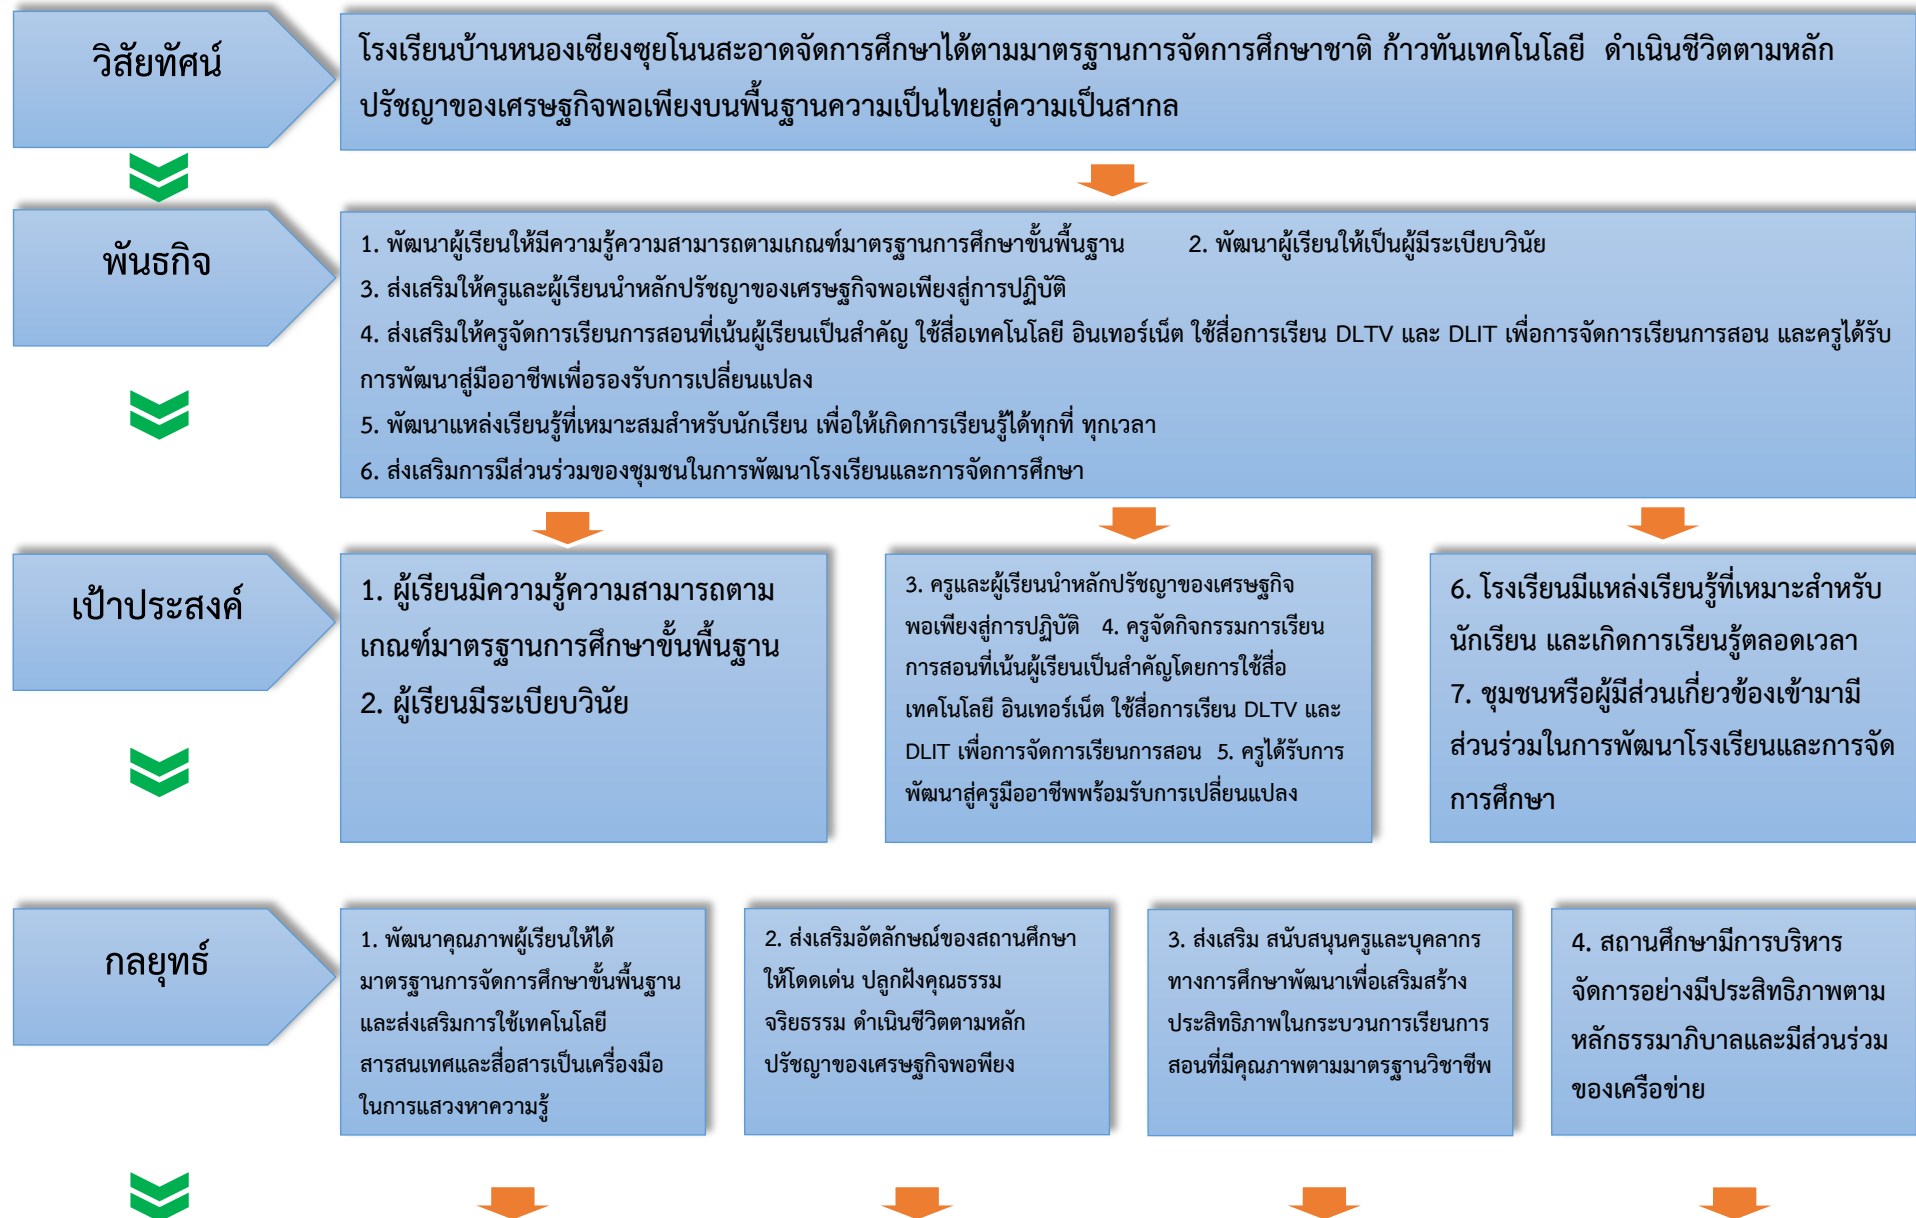 วิสัยทัศน์
โรงเรียนบ้านหนองเซียงซุยโนนสะอาดจัดการศึกษาได้ตามมาตรฐานการจัดการศึกษาชาติ ก้าวทันเทคโนโลยี ดำเนินชีวิตตามหลัก
ปรัชญาของเศรษฐกิจพอเพียงบนพื้นฐานความเป็นไทยสู่ความเป็นสากล
พันธกิจ
1. พัฒนาผู้เรียนให้มีความรู้ความสามารถตามเกณฑ์มาตรฐานการศึกษาขั้นพื้นฐาน 2. พัฒนาผู้เรียนให้เป็นผู้มีระเบียบวินัย
3. ส่งเสริมให้ครูและผู้เรียนนำหลักปรัชญาของเศรษฐกิจพอเพียงสู่การปฏิบัติ
4. ส่งเสริมให้ครูจัดการเรียนการสอนที่เน้นผู้เรียนเป็นสำคัญ ใช้สื่อเทคโนโลยี อินเทอร์เน็ต ใช้สื่อการเรียน DLTV และ DLIT เพื่อการจัดการเรียนการสอน และครูได้รับ
การพัฒนาสู่มืออาชีพเพื่อรองรับการเปลี่ยนแปลง
5. พัฒนาแหล่งเรียนรู้ที่เหมาะสมสำหรับนักเรียน เพื่อให้เกิดการเรียนรู้ได้ทุกที่ ทุกเวลา
6. ส่งเสริมการมีส่วนร่วมของชุมชนในการพัฒนาโรงเรียนและการจัดการศึกษา
เป้าประสงค์
1. ผู้เรียนมีความรู้ความสามารถตาม
เกณฑ์มาตรฐานการศึกษาขั้นพื้นฐาน
2. ผู้เรียนมีระเบียบวินัย
3. ครูและผู้เรียนนำหลักปรัชญาของเศรษฐกิจ
พอเพียงสู่การปฏิบัติ 4. ครูจัดกิจกรรมการเรียน
การสอนที่เน้นผู้เรียนเป็นสำคัญโดยการใช้สื่อ
เทคโนโลยี อินเทอร์เน็ต ใช้สื่อการเรียน DLTV และ
DLIT เพื่อการจัดการเรียนการสอน 5. ครูได้รับการ
พัฒนาสู่ครูมืออาชีพพร้อมรับการเปลี่ยนแปลง
6. โรงเรียนมีแหล่งเรียนรู้ที่เหมาะสำหรับ
นักเรียน และเกิดการเรียนรู้ตลอดเวลา
7. ชุมชนหรือผู้มีส่วนเกี่ยวข้องเข้ามามี
ส่วนร่วมในการพัฒนาโรงเรียนและการจัด
การศึกษา
กลยุทธ์
1. พัฒนาคุณภาพผู้เรียนให้ได้
มาตรฐานการจัดการศึกษาขั้นพื้นฐาน
และส่งเสริมการใช้เทคโนโลยี
สารสนเทศและสื่อสารเป็นเครื่องมือ
ในการแสวงหาความรู้
2. ส่งเสริมอัตลักษณ์ของสถานศึกษา
ให้โดดเด่น ปลูกฝังคุณธรรม
จริยธรรม ดำเนินชีวิตตามหลัก
ปรัชญาของเศรษฐกิจพอพียง
3. ส่งเสริม สนับสนุนครูและบุคลากร
ทางการศึกษาพัฒนาเพื่อเสริมสร้าง
ประสิทธิภาพในกระบวนการเรียนการ
สอนที่มีคุณภาพตามมาตรฐานวิชาชีพ
4. สถานศึกษามีการบริหาร
จัดการอย่างมีประสิทธิภาพตาม
หลักธรรมาภิบาลและมีส่วนร่วม
ของเครือข่าย